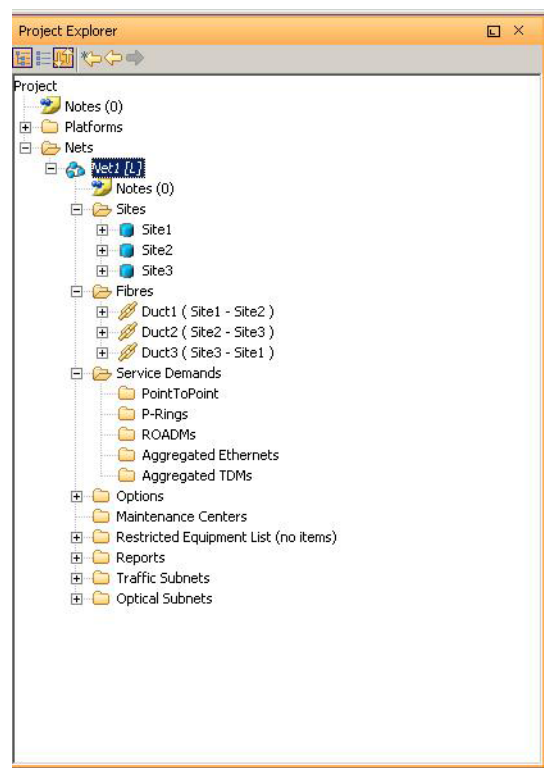 Project Explorer
Project
Notes (0)
Platforms
Nets
Net1 [L]
Notes (0)
Sites
Site1
Site2
Site3
Fibres
Duct1 ( Site1 - Site2 )
Duct2 ( Site2 - Site3 )
Duct3 ( Site3 - Site1 )
Service Demands
PointToPoint
P-Rings
ROADMs
Aggregated Ethernets
Aggregated TDMs
Options
Maintenance Centers
Restricted Equipment List (no items)
Reports
Traffic Subnets
Optical Subnets